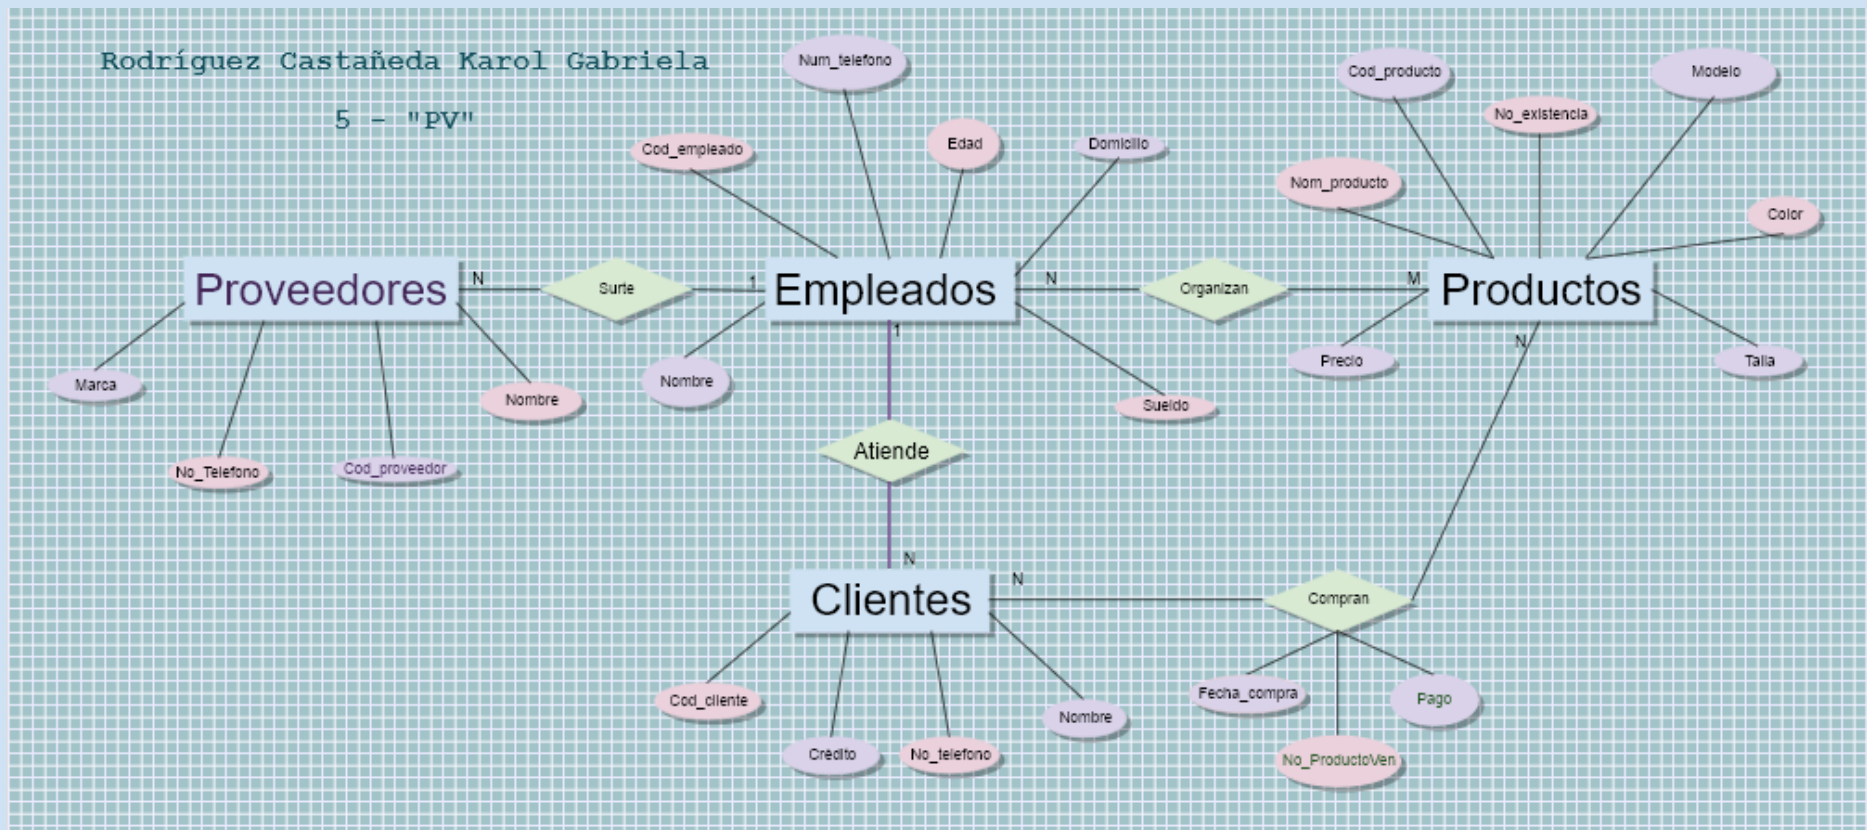 Rodríguez Castañeda Karol Gabriela
5 - "PV"
Num_telefono
Cod_empleado
Edad
Domicilio
Cod_producto
Modelo
No_existencia
Nom_producto
Color
Proveedores
N
Surte
1
Empleados
N
Organizan
M
Productos
1
N
Marca
Nombre
Nombre
Sueldo
Precio
Talla
No_Telefono
Cod_proveedor
Atiende
N
N
Clientes
Compran
Cod_cliente
Crédito
No_telefono
Nombre
Fecha_compra
Pago
No_ProductoVen